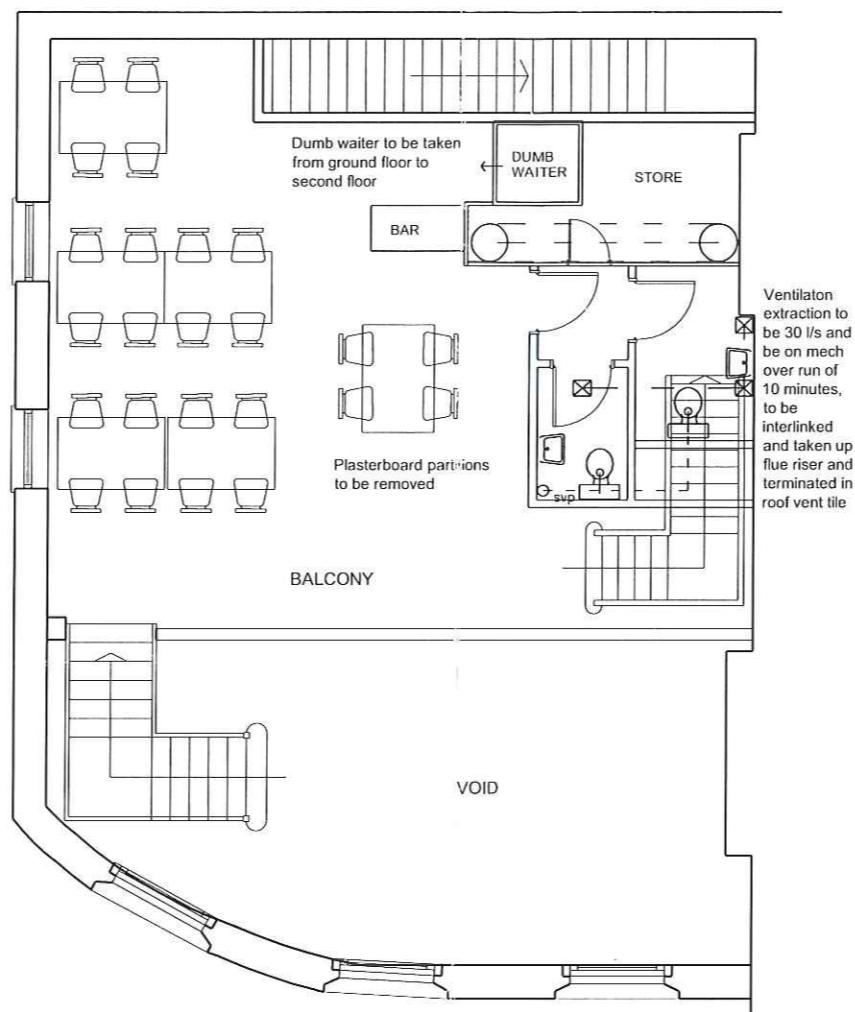 Dumb waiter to be taken
from ground floor to
second floor
DUMB
WAITER
STORE
BAR
Ventilaton
extraction to
be 30 l/s and
be on mech
over run of
10 minutes,
to be
interlinked
and taken up
flue riser and
terminated in
roof vent tile
Plasterboard partitions
to be removed
svp
BALCONY
VOID